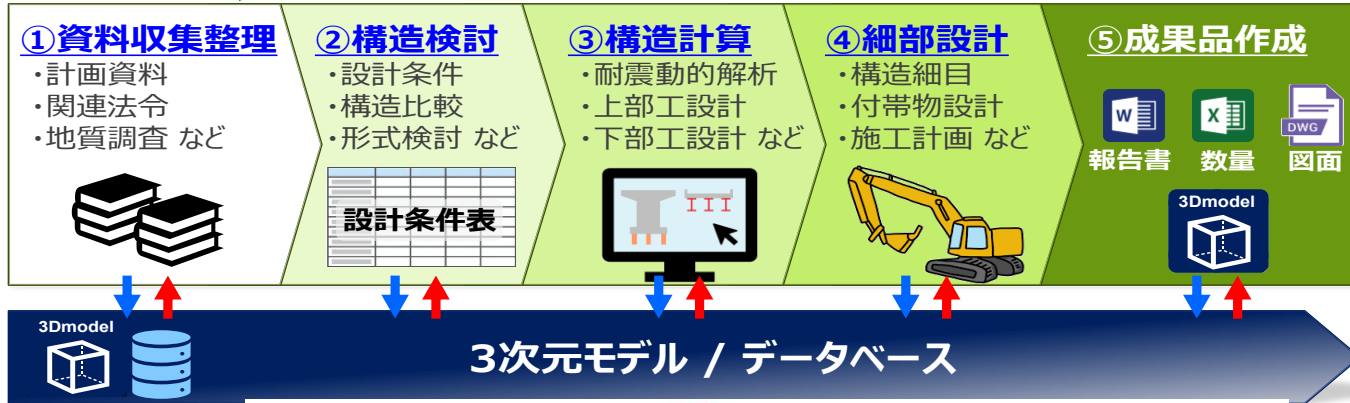 ①資料収集整理
・計画資料
・関連法令
・地質調査 など
②構造検討
・設計条件
・構造比較
・形式検討 など
設計条件表
③構造計算
・耐震動的解析
・上部工設計
・下部工設計 など
④細部設計
・構造細目
・付帯物設計
・施工計画 など
⑤成果品作成
W
報告書
X
数量
DWG
図面
3Dmodel
3Dmodel
3次元モデル / データベース